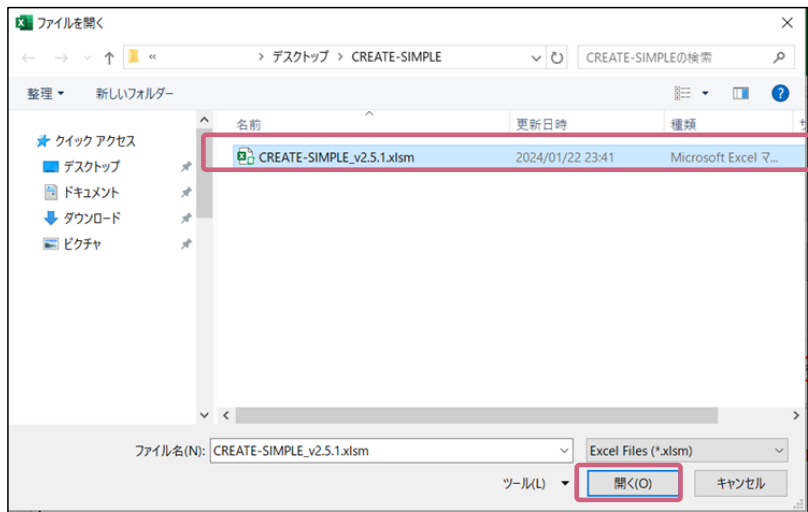 ファイルを開く
« > デスクトップ > CREATE-SIMPLE CREATE-SIMPLEの検索
整理 新しいフォルダー
名前 更新日時 種類
クイック アクセス
CREATE-SIMPLE_v2.5.1.xlsm 2024/01/22 23:41 Microsoft Excel マ...
デスクトップ
ドキュメント
ダウンロード
ピクチャ
ファイル名(N): CREATE-SIMPLE_v2.5.1.xlsm Excel Files (*.xlsm)
ツール(L) 開く(O) キャンセル